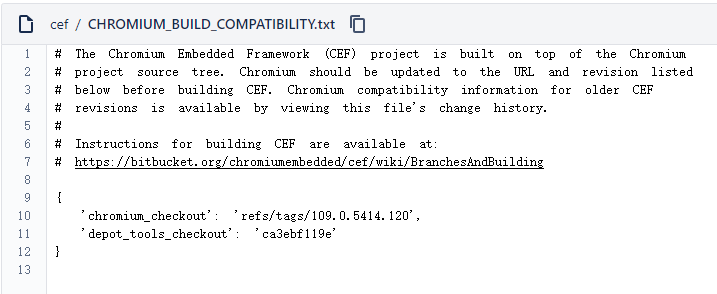 cef / CHROMIUM_BUILD_COMPATIBILITY.txt
1 # The Chromium Embedded Framework (CEF) project is built on top of the Chromium
2 # project source tree. Chromium should be updated to the URL and revision listed
3 # below before building CEF. Chromium compatibility information for older CEF
4 # revisions is available by viewing this file's change history.
5 #
6 # Instructions for building CEF are available at:
7 # https://bitbucket.org/chromiumembedded/cef/wiki/BranchesAndBuilding
8
9 {
10 'chromium_checkout': 'refs/tags/109.0.5414.120',
11 'depot_tools_checkout': 'ca3ebf119e'
12 }
13